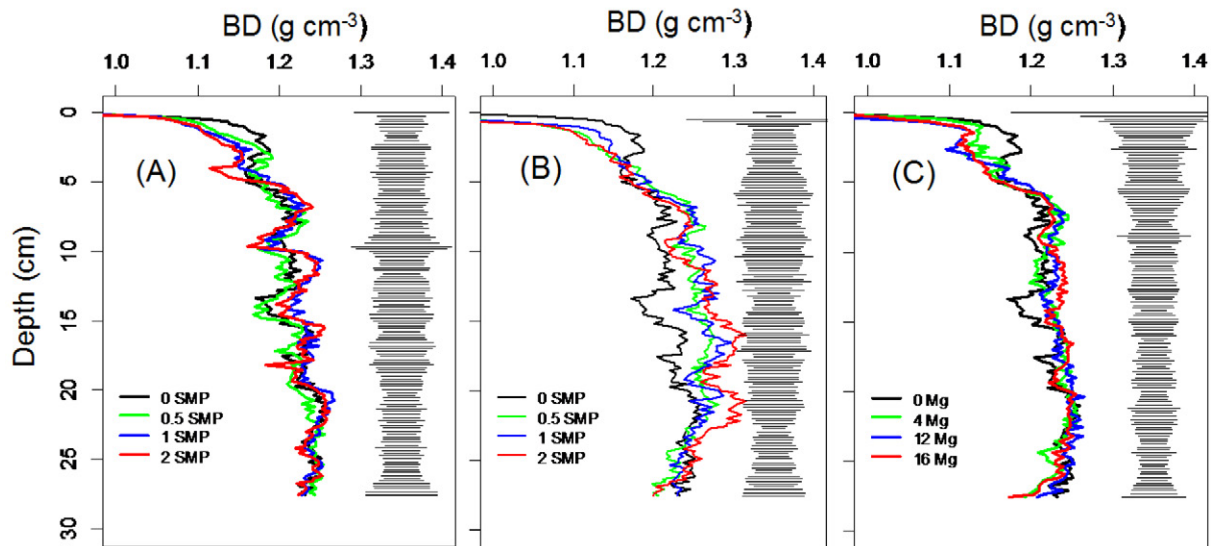 BD (g cm-3)
1.0 1.1 1.2 1.3 1.4
BD (g cm-3)
1.0 1.1 1.2 1.3 1.4
BD (g cm-3)
1.0 1.1 1.2 1.3 1.4
Depth (cm)
0
5
10
15
20
25
30
(A)
0 SMP
0.5 SMP
1 SMP
2 SMP
(B)
0 SMP
0.5 SMP
1 SMP
2 SMP
(C)
0 Mg
4 Mg
12 Mg
16 Mg